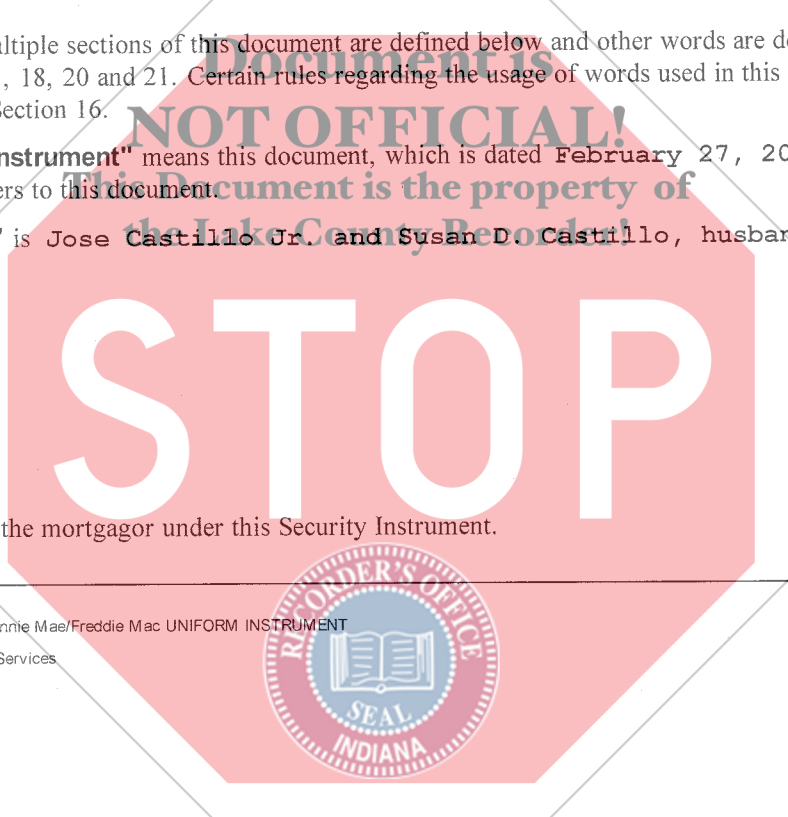 ultiple sections of this document are defined below and other words are de
Document is
, 18, 20 and 21. Certain rules regarding the usage of words used in this
ection 16.
NOT OFFICIAL!
nstrument" means this document, which is dated February 27, 20
This Document is the property of
ers to this document.
the Lake County Recorder!
" is Jose Castillo Jr. and Susan D. Castillo, husban
STOP
the mortgagor under this Security Instrument.
RECORDER'S OFFICE
nnie Mae/Freddie Mac UNIFORM INSTRUMENT
Services
SEAL
INDIANA